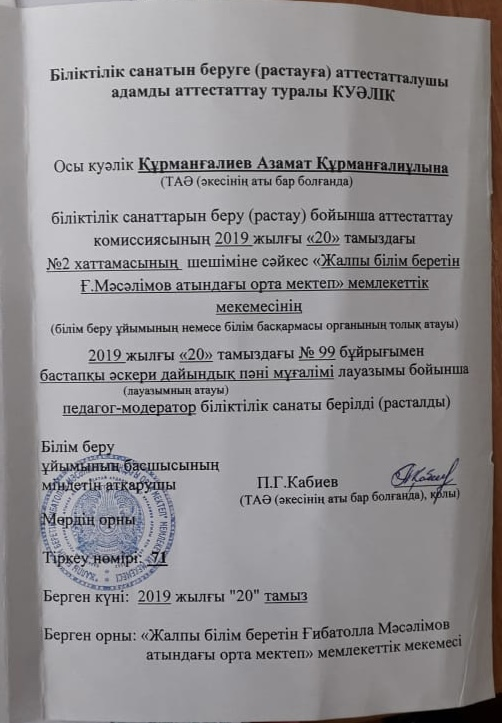 Біліктілік санатын беруге (растауға) аттестатталушы
адамды аттестаттау туралы КУӘЛІК
Осы куәлік Құрманғалиев Азамат Құрманғалиұлына
(ТАӘ (әкесінің аты бар болғанда)
біліктілік санаттарын беру (растау) бойынша аттестаттау
комиссиясының 2019 жылғы «20» тамыздағы
№2 хаттамасының шешіміне сәйкес «Жалпы білім беретін
Ғ.Мәсәлімов атындағы орта мектеп» мемлекеттік
мекемесінің
(білім беру ұйымының немесе білім басқармасы органының толық атауы)
2019 жылғы «20» тамыздағы № 99 бұйрығымен
бастапқы әскери дайындық пәні мұғалімі лауазымы бойынша
(лауазымның атауы)
педагог-модератор біліктілік санаты берілді (расталды)
Білім беру
ұйымының басшысының
міндетін атқарушы
П.Г.Кабиев
(ТАӘ (әкесінің аты бар болғанда), қолы)
Мөрдің орны
Тіркеу нөмірі: 71
Берген күні: 2019 жылғы "20" тамыз
Берген орны: «Жалпы білім беретін Ғибатолла Мәсәлімов
атындағы орта мектеп» мемлекеттік мекемесі